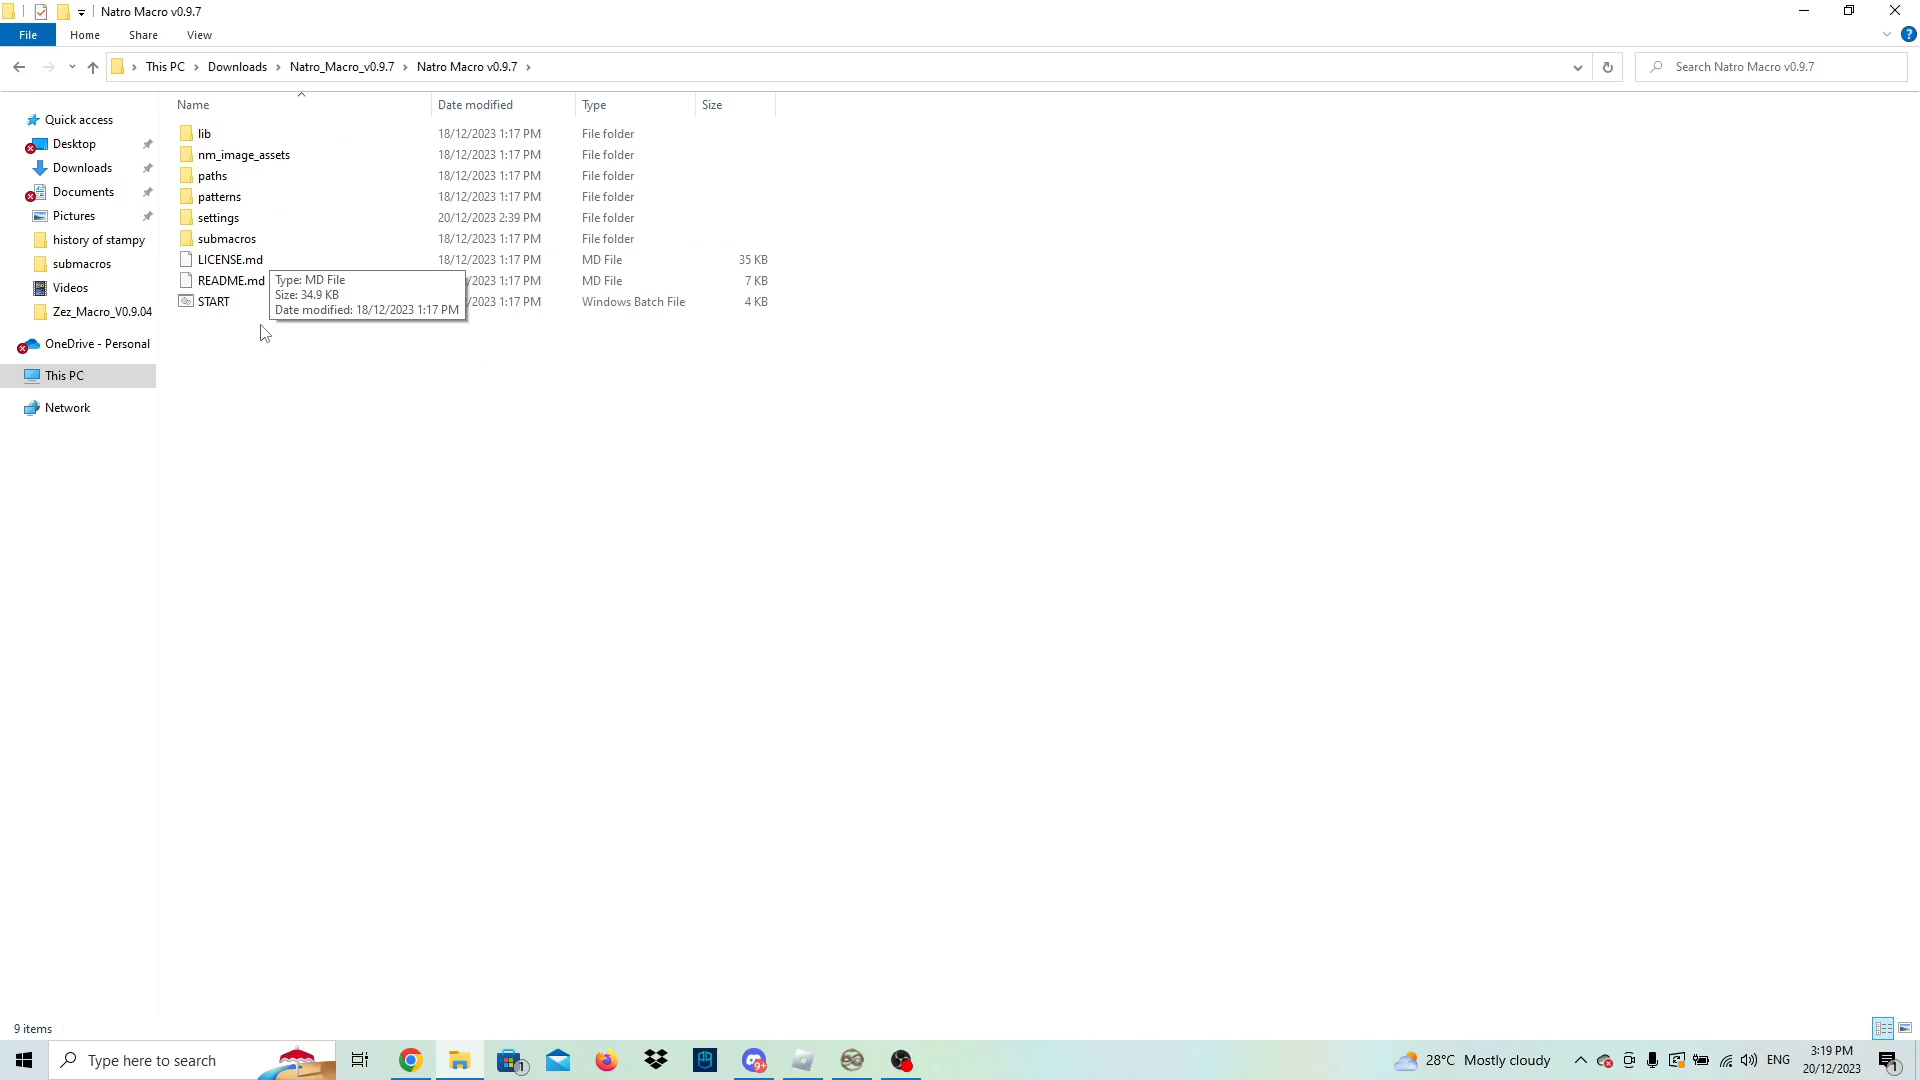 Natro Macro v0.9.7
File Home Share View
This PC Downloads Natro_Macro_v0.9.7 Natro Macro v0.9.7
Search Natro Macro v0.9.7
Name Date modified Type Size
Quick access
Desktop
Downloads
Documents
Pictures
history of stampy
submacros
Videos
Zez_Macro_V0.9.04
OneDrive - Personal
This PC
Network
lib 18/12/2023 1:17 PM File folder
nm_image_assets 18/12/2023 1:17 PM File folder
paths 18/12/2023 1:17 PM File folder
patterns 18/12/2023 1:17 PM File folder
settings 20/12/2023 2:39 PM File folder
submacros 18/12/2023 1:17 PM File folder
LICENSE.md 18/12/2023 1:17 PM MD File 35 KB
README.md /2023 1:17 PM MD File 7 KB
START /2023 1:17 PM Windows Batch File 4 KB
Type: MD File
Size: 34.9 KB
Date modified: 18/12/2023 1:17 PM
9 items
Type here to search
1
9+
28°C Mostly cloudy
ENG
3:19 PM
20/12/2023
1